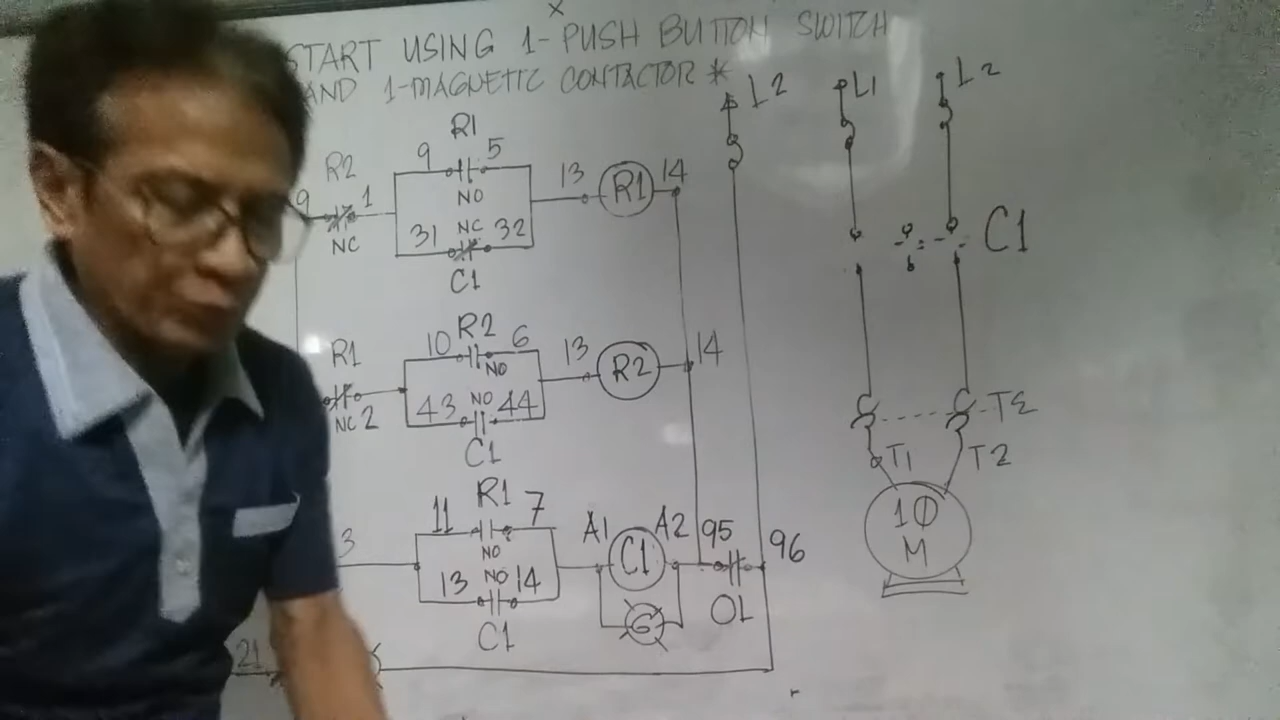 START USING 1-PUSH BUTTON SWITCH
AND 1-MAGNETIC CONTACTOR *
L2
L1
L2
R1
9 5
NO
R2
9 1
NC
NC
31 32
C1
13 R1 14
C1
R2
10 6
NO
R1
NC 2
NO
43 44
C1
13 R2 14
T1 T2
1Φ
M
R1
11 7
NO
3
NO
13 14
C1
A1 C1 A2 95 96
G
OL
21